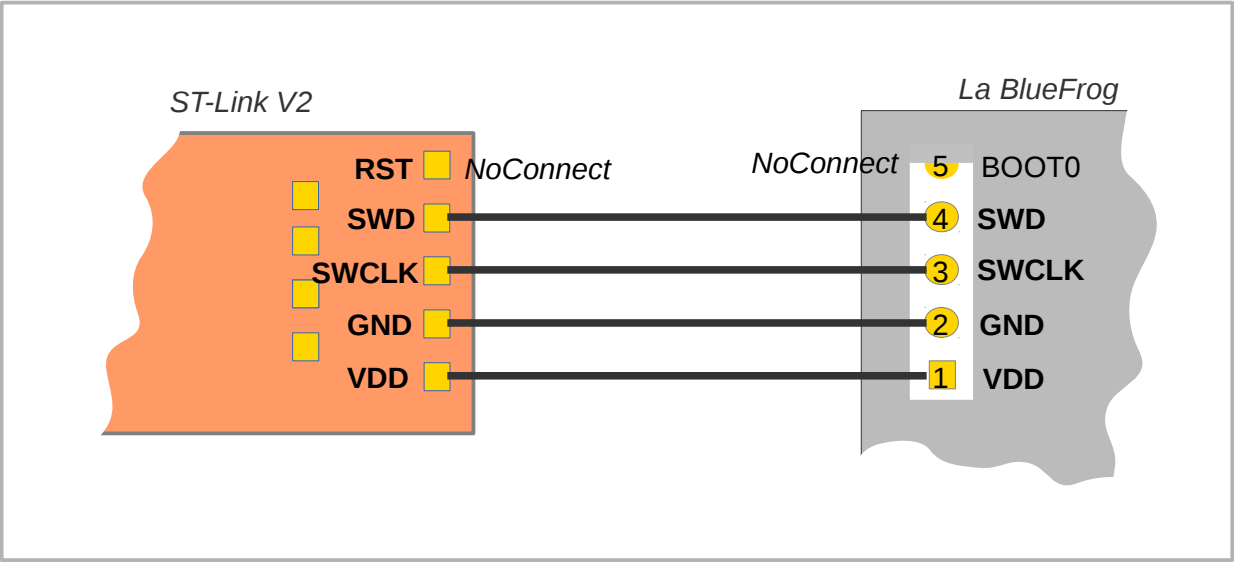 ST-Link V2
La BlueFrog
RST NoConnect NoConnect 5 BOOT0
SWD 4 SWD
SWCLK 3 SWCLK
GND 2 GND
VDD 1 VDD